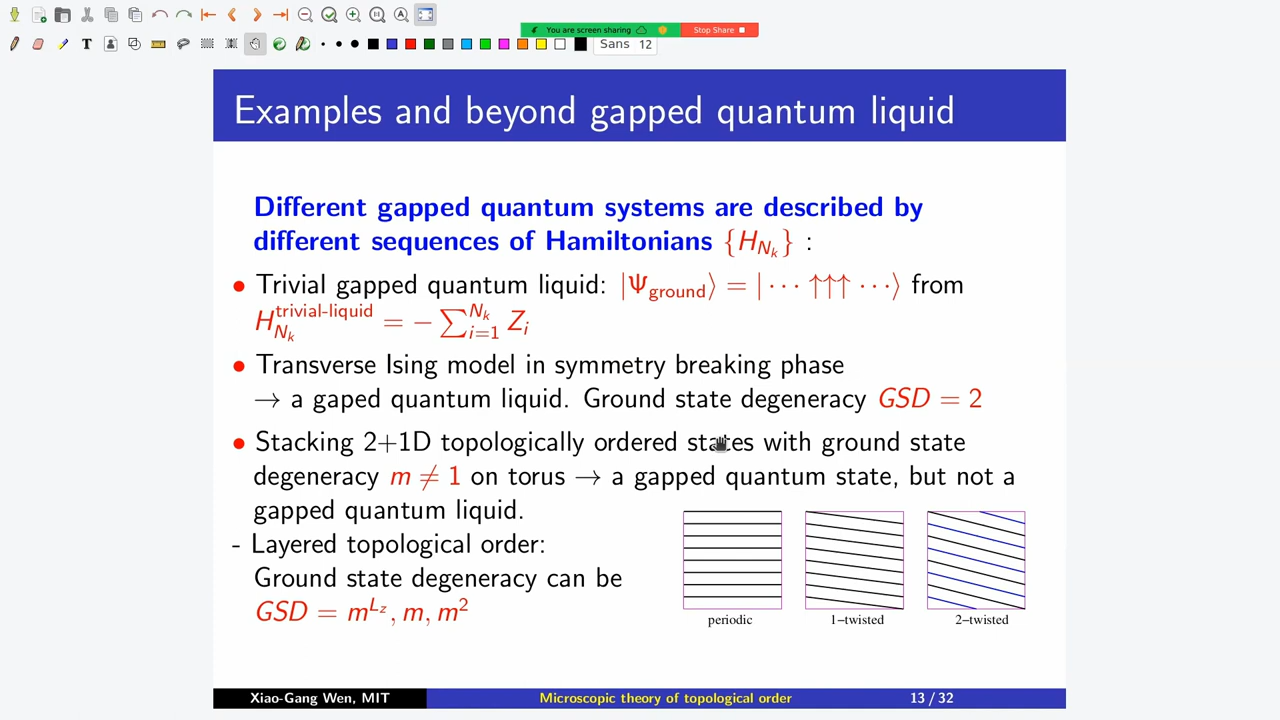 You are screen sharing
Stop Share
T
Sans 12
Examples and beyond gapped quantum liquid
Different gapped quantum systems are described by
different sequences of Hamiltonians {H_{N_k}} :
• Trivial gapped quantum liquid: |Ψ_ground⟩ = |··· ↑↑↑ ···⟩ from
H_{N_k}^{trivial-liquid} = − ∑_{i=1}^{N_k} Z_i
• Transverse Ising model in symmetry breaking phase
→ a gaped quantum liquid. Ground state degeneracy GSD = 2
• Stacking 2+1D topologically ordered states with ground state
degeneracy m ≠ 1 on torus → a gapped quantum state, but not a
gapped quantum liquid.
- Layered topological order:
Ground state degeneracy can be
GSD = m^{L_z}, m, m²
periodic
1−twisted
2−twisted
Xiao-Gang Wen, MIT
Microscopic theory of topological order
13 / 32